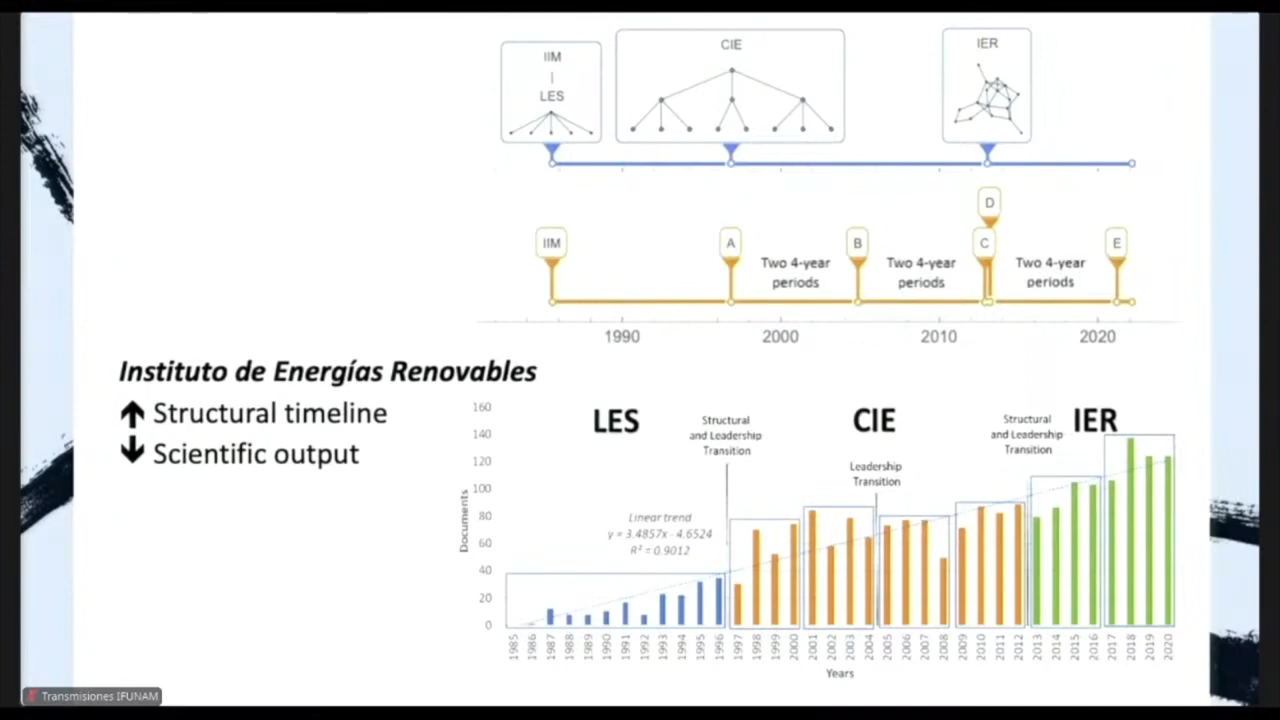 IIM
|
LES
CIE
IER
D
IIM
A
B
C
E
Two 4-year
periods
Two 4-year
periods
Two 4-year
periods
1990
2000
2010
2020
Instituto de Energías Renovables
Structural timeline
Scientific output
LES
CIE
IER
Structural
and Leadership
Transition
Leadership
Transition
Structural
and Leadership
Transition
Linear trend
y = 3.4857x - 4.6524
R² = 0.9012
160
140
120
100
80
60
40
20
0
Documents
1985 1986 1987 1988 1989 1990 1991 1992 1993 1994 1995 1996 1997 1998 1999 2000 2001 2002 2003 2004 2005 2006 2007 2008 2009 2010 2011 2012 2013 2014 2015 2016 2017 2018 2019 2020
Years
Transmisiones IFUNAM